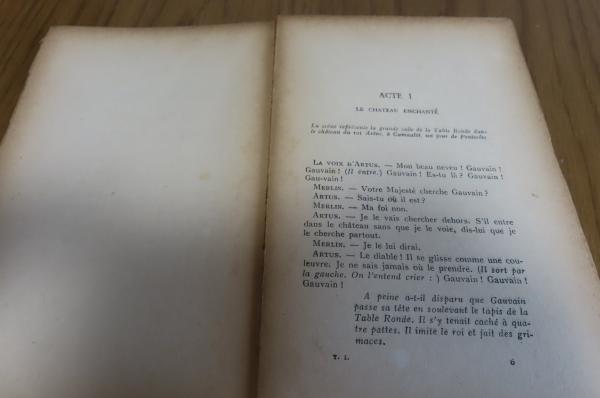 ACTE 1
LE CHATEAU ENCHANTÉ
La scène représente la grande salle de la Table Ronde dans
le château du roi Artus, à Camaalot, un jour de Pentecôte
LA VOIX D'ARTUS. — Mon beau neveu ! Gauvain !
Gauvain ! (Il entre.) Gauvain ! Es-tu là ? Gauvain !
Gau-vain !
MERLIN. — Votre Majesté cherche Gauvain ?
ARTUS. — Sais-tu où il est ?
MERLIN. — Ma foi non.
ARTUS. — Je le vais chercher dehors. S'il entre
dans le château sans que je le voie, dis-lui que je
le cherche partout.
MERLIN. — Je le lui dirai.
ARTUS. — Le diable ! Il se glisse comme une cou-
leuvre. Je ne sais jamais où le prendre. (Il sort par
la gauche. On l'entend crier : ) Gauvain ! Gauvain !
Gauvain !
A peine a-t-il disparu que Gauvain
passe sa tête en soulevant le tapis de la
Table Ronde. Il s'y tenait caché à qua-
tre pattes. Il imite le roi et fait des gri-
maces.
T. I. 6